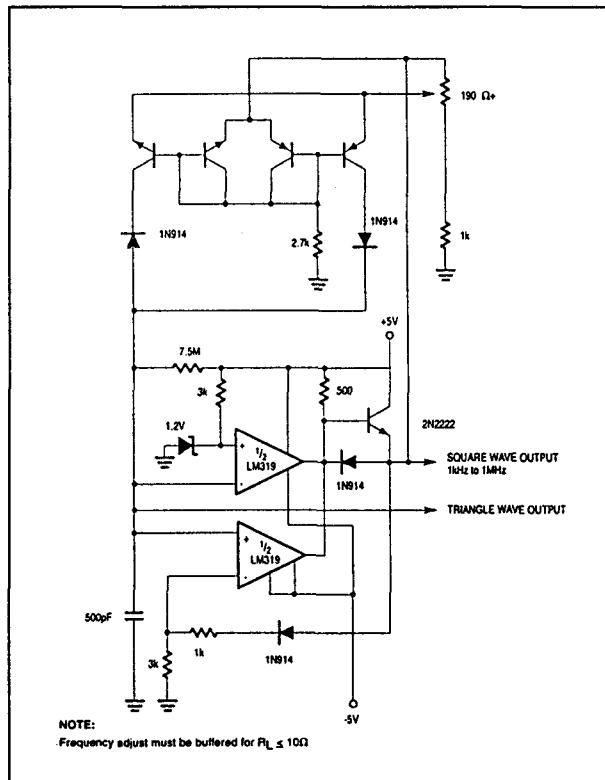 190 Ω+
1N914
1N914
2.7k
1k
+5V
7.5M
3k
500
1.2V
2N2222
+
1/2
LM319
-
1N914
SQUARE WAVE OUTPUT
1kHz to 1MHz
TRIANGLE WAVE OUTPUT
+
1/2
LM319
-
500pF
3k
1k
1N914
-5V
NOTE:
Frequency adjust must be buffered for RL ≤ 10Ω